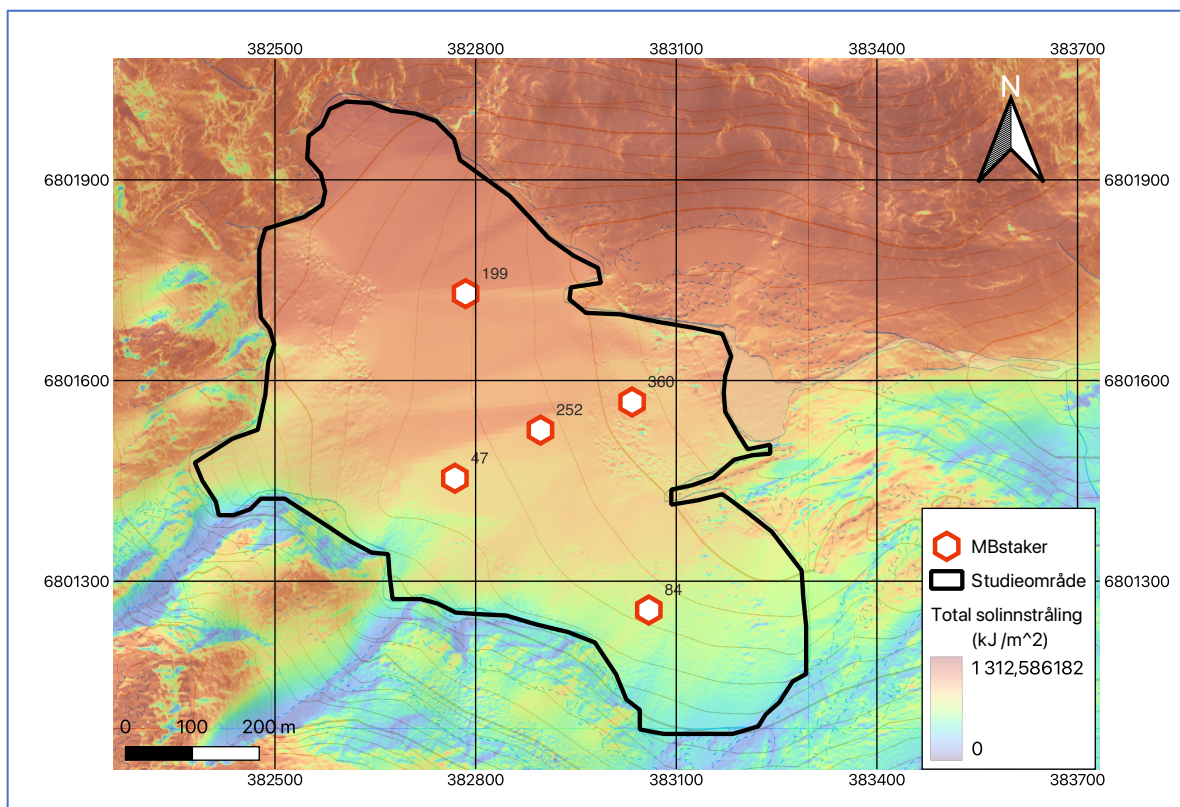 382500 382800 383100 383400 383700
N
6801900 6801900
199
6801600 6801600
360
252
47
MBstaker
6801300 Studieområde 6801300
84
Total solinnstråling
(kJ /m^2)
1 312,586182
0 100 200 m
0
382500 382800 383100 383400 383700